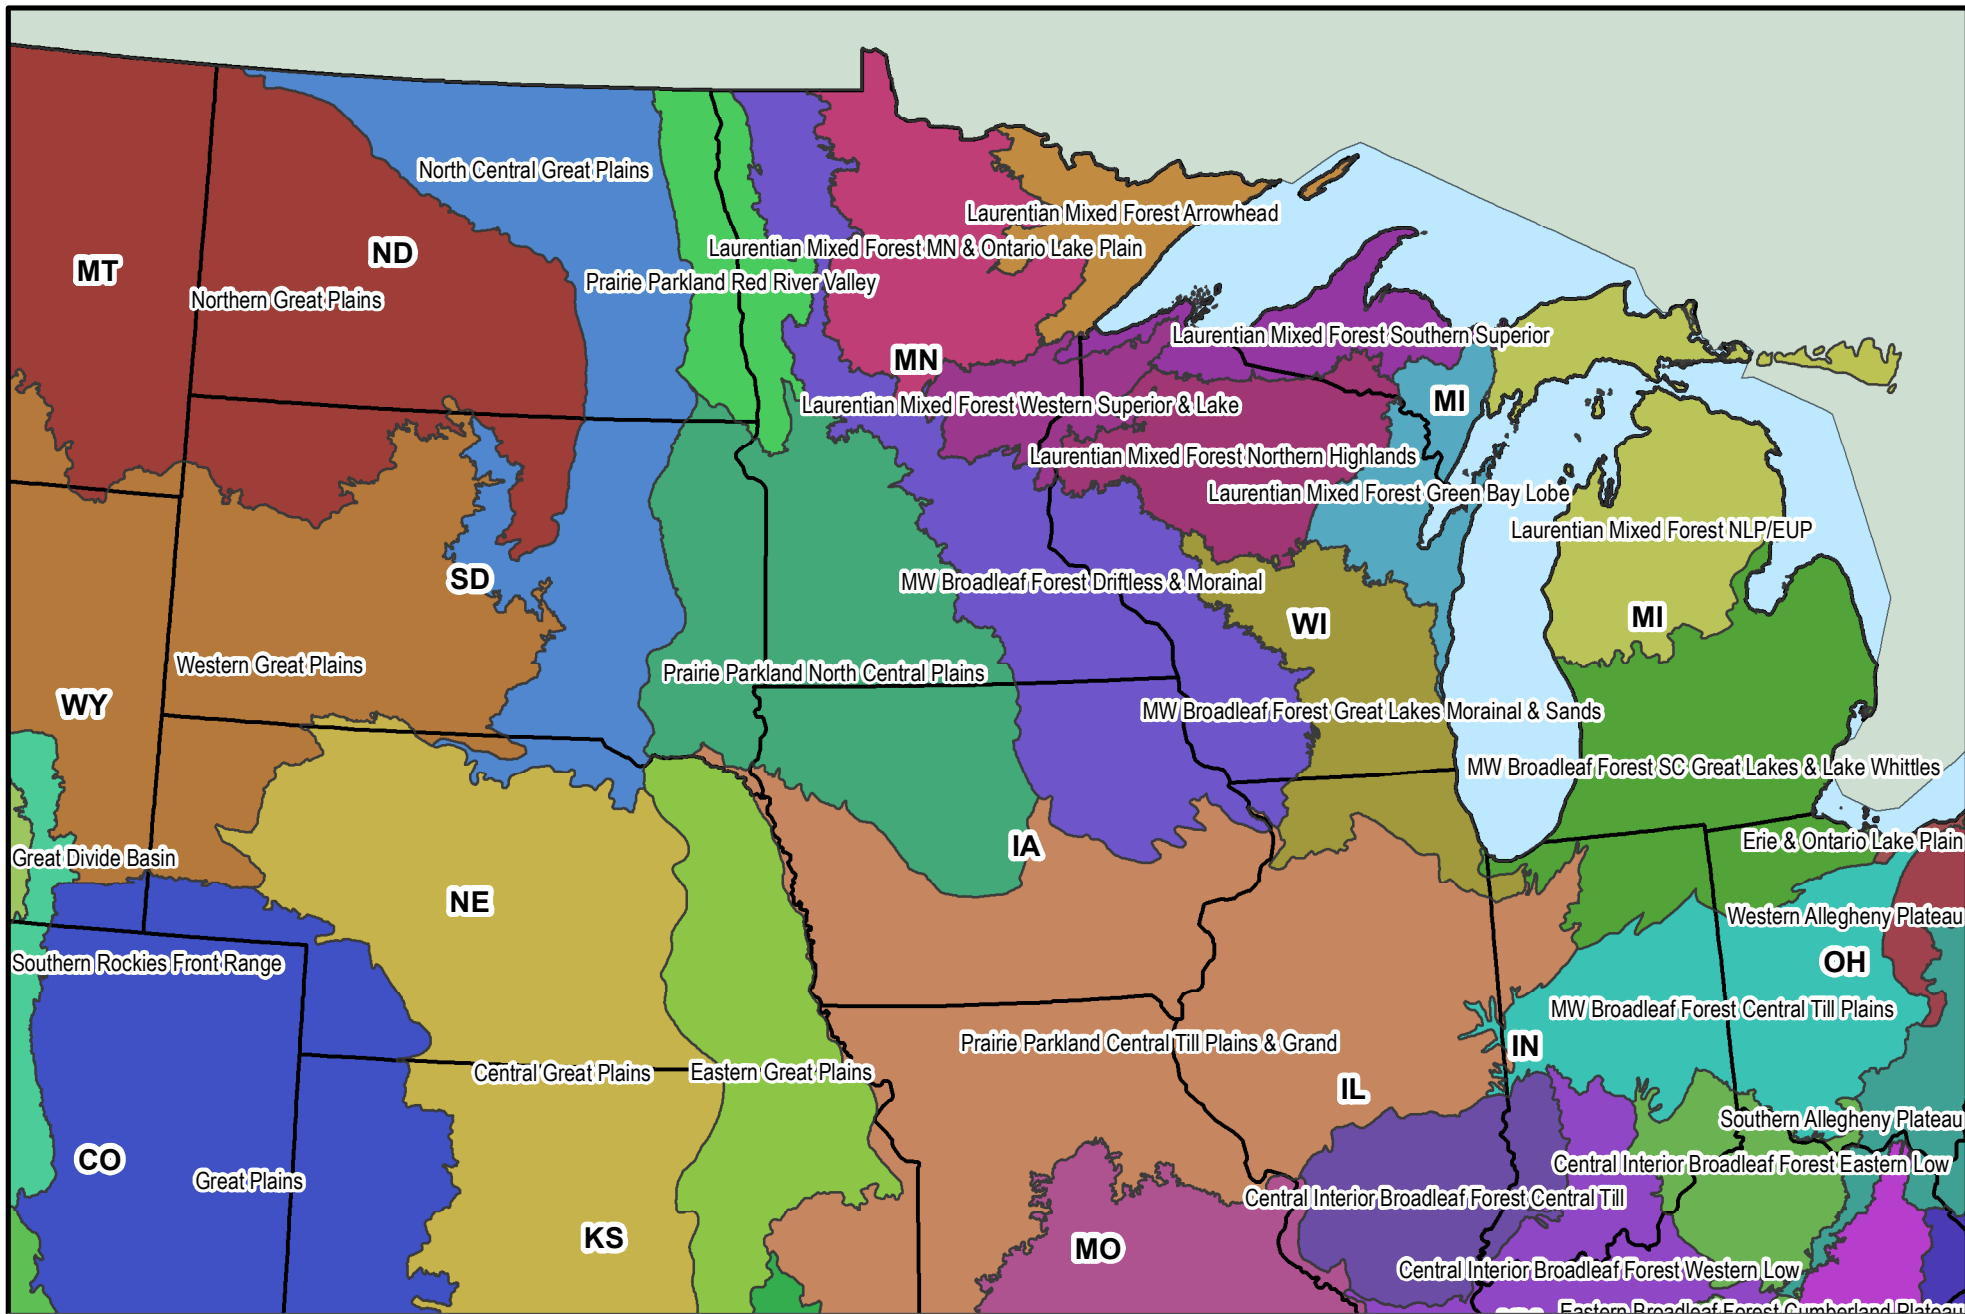 North Central Great Plains
Laurentian Mixed Forest Arrowhead
Laurentian Mixed Forest MN & Ontario Lake Plain
ND
MT
Prairie Parkland Red River Valley
Northern Great Plains
Laurentian Mixed Forest Southern Superior
MN
MI
Laurentian Mixed Forest Western Superior & Lake
Laurentian Mixed Forest Northern Highlands
Laurentian Mixed Forest Green Bay Lobe
Laurentian Mixed Forest NLP/EUP
SD
MW Broadleaf Forest Driftless & Morainal
WI
MI
Western Great Plains
Prairie Parkland North Central Plains
WY
MW Broadleaf Forest Great Lakes Morainal & Sands
MW Broadleaf Forest SC Great Lakes & Lake Whittles
IA
Erie & Ontario Lake Plain
Great Divide Basin
NE
Western Allegheny Plateau
Southern Rockies Front Range
OH
MW Broadleaf Forest Central Till Plains
Prairie Parkland Central Till Plains & Grand
IN
Central Great Plains
Eastern Great Plains
IL
Southern Allegheny Plateau
CO
Central Interior Broadleaf Forest Eastern Low
Great Plains
Central Interior Broadleaf Forest Central Till
KS
MO
Central Interior Broadleaf Forest Western Low
Eastern Broadleaf Forest Cumberland Plateau